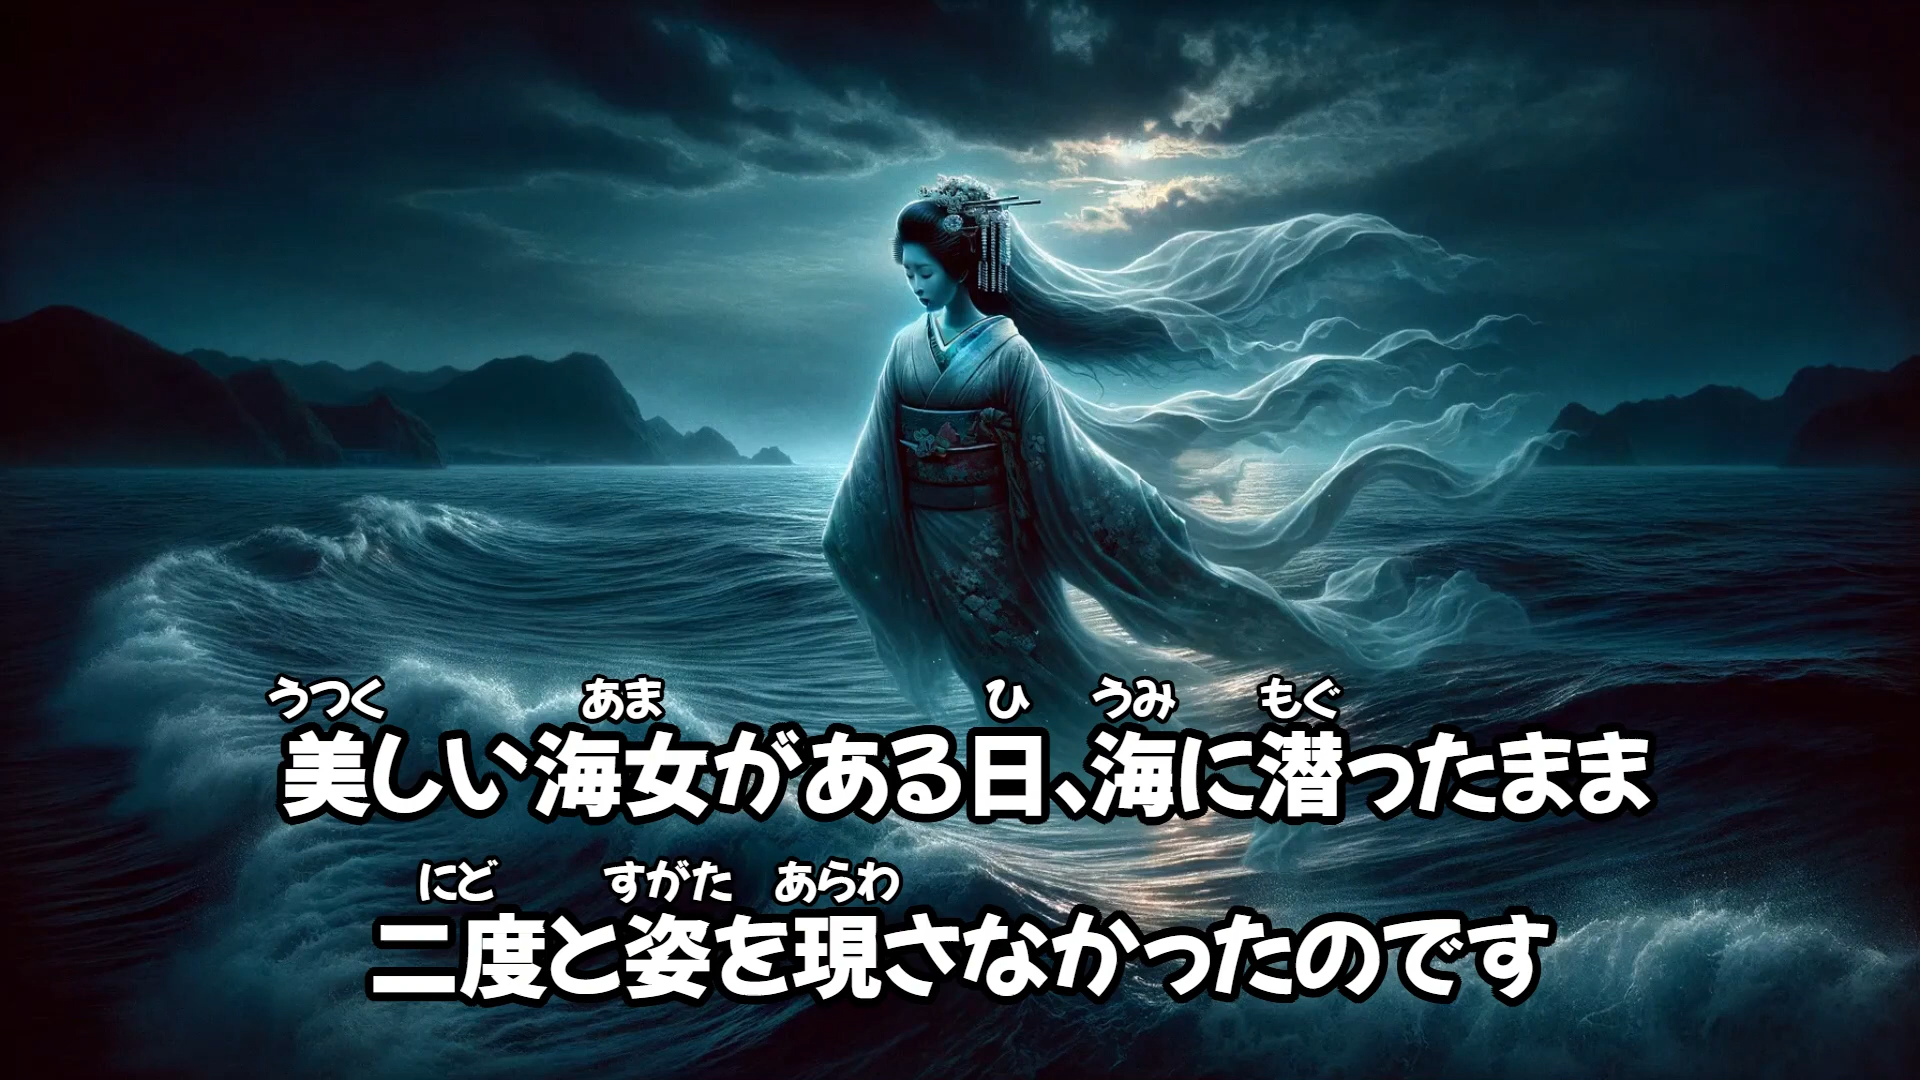 うつく あま ひ うみ もぐ
美しい海女がある日､海に潜ったまま
にど すがた あらわ
二度と姿を現さなかったのです